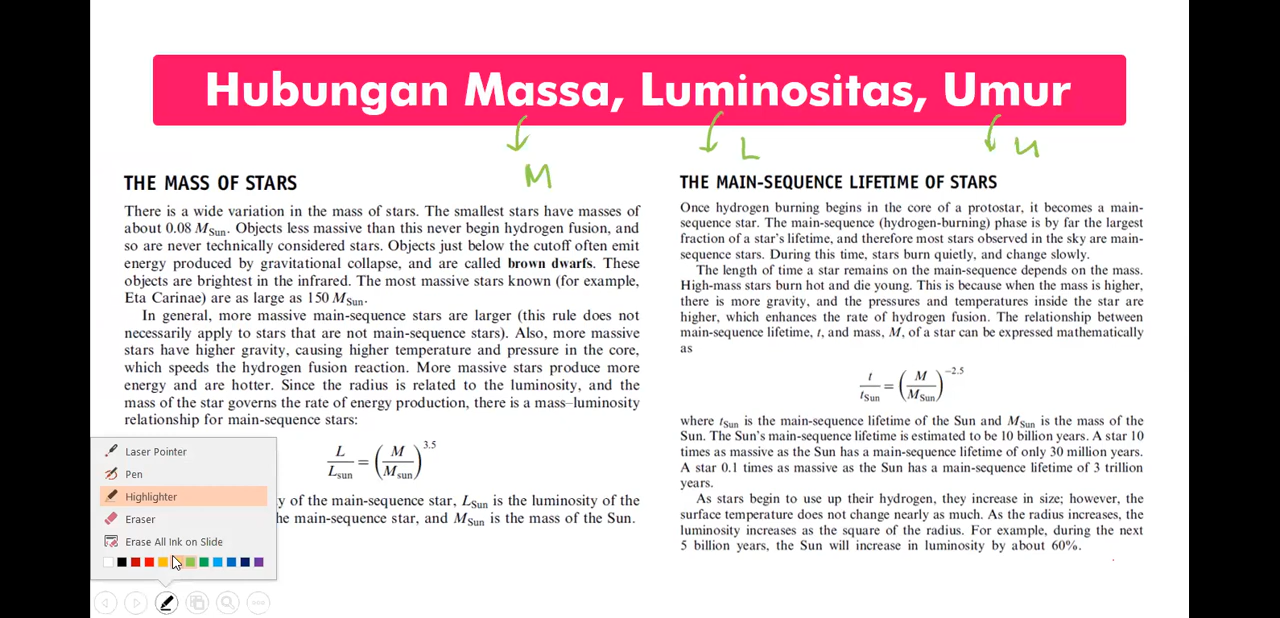 Hubungan Massa, Luminositas, Umur
M
L
U
THE MASS OF STARS
There is a wide variation in the mass of stars. The smallest stars have masses of
about 0.08 M_Sun. Objects less massive than this never begin hydrogen fusion, and
so are never technically considered stars. Objects just below the cutoff often emit
energy produced by gravitational collapse, and are called brown dwarfs. These
objects are brightest in the infrared. The most massive stars known (for example,
Eta Carinae) are as large as 150 M_Sun.
In general, more massive main-sequence stars are larger (this rule does not
necessarily apply to stars that are not main-sequence stars). Also, more massive
stars have higher gravity, causing higher temperature and pressure in the core,
which speeds the hydrogen fusion reaction. More massive stars produce more
energy and are hotter. Since the radius is related to the luminosity, and the
mass of the star governs the rate of energy production, there is a mass–luminosity
relationship for main-sequence stars:
L/L_sun = (M/M_sun)^3.5
y of the main-sequence star, L_Sun is the luminosity of the
he main-sequence star, and M_Sun is the mass of the Sun.
Laser Pointer
Pen
Highlighter
Eraser
Erase All Ink on Slide
THE MAIN-SEQUENCE LIFETIME OF STARS
Once hydrogen burning begins in the core of a protostar, it becomes a main-
sequence star. The main-sequence (hydrogen-burning) phase is by far the largest
fraction of a star's lifetime, and therefore most stars observed in the sky are main-
sequence stars. During this time, stars burn quietly, and change slowly.
The length of time a star remains on the main-sequence depends on the mass.
High-mass stars burn hot and die young. This is because when the mass is higher,
there is more gravity, and the pressures and temperatures inside the star are
higher, which enhances the rate of hydrogen fusion. The relationship between
main-sequence lifetime, t, and mass, M, of a star can be expressed mathematically
as
t/t_Sun = (M/M_Sun)^-2.5
where t_Sun is the main-sequence lifetime of the Sun and M_Sun is the mass of the
Sun. The Sun's main-sequence lifetime is estimated to be 10 billion years. A star 10
times as massive as the Sun has a main-sequence lifetime of only 30 million years.
A star 0.1 times as massive as the Sun has a main-sequence lifetime of 3 trillion
years.
As stars begin to use up their hydrogen, they increase in size; however, the
surface temperature does not change nearly as much. As the radius increases, the
luminosity increases as the square of the radius. For example, during the next
5 billion years, the Sun will increase in luminosity by about 60%.